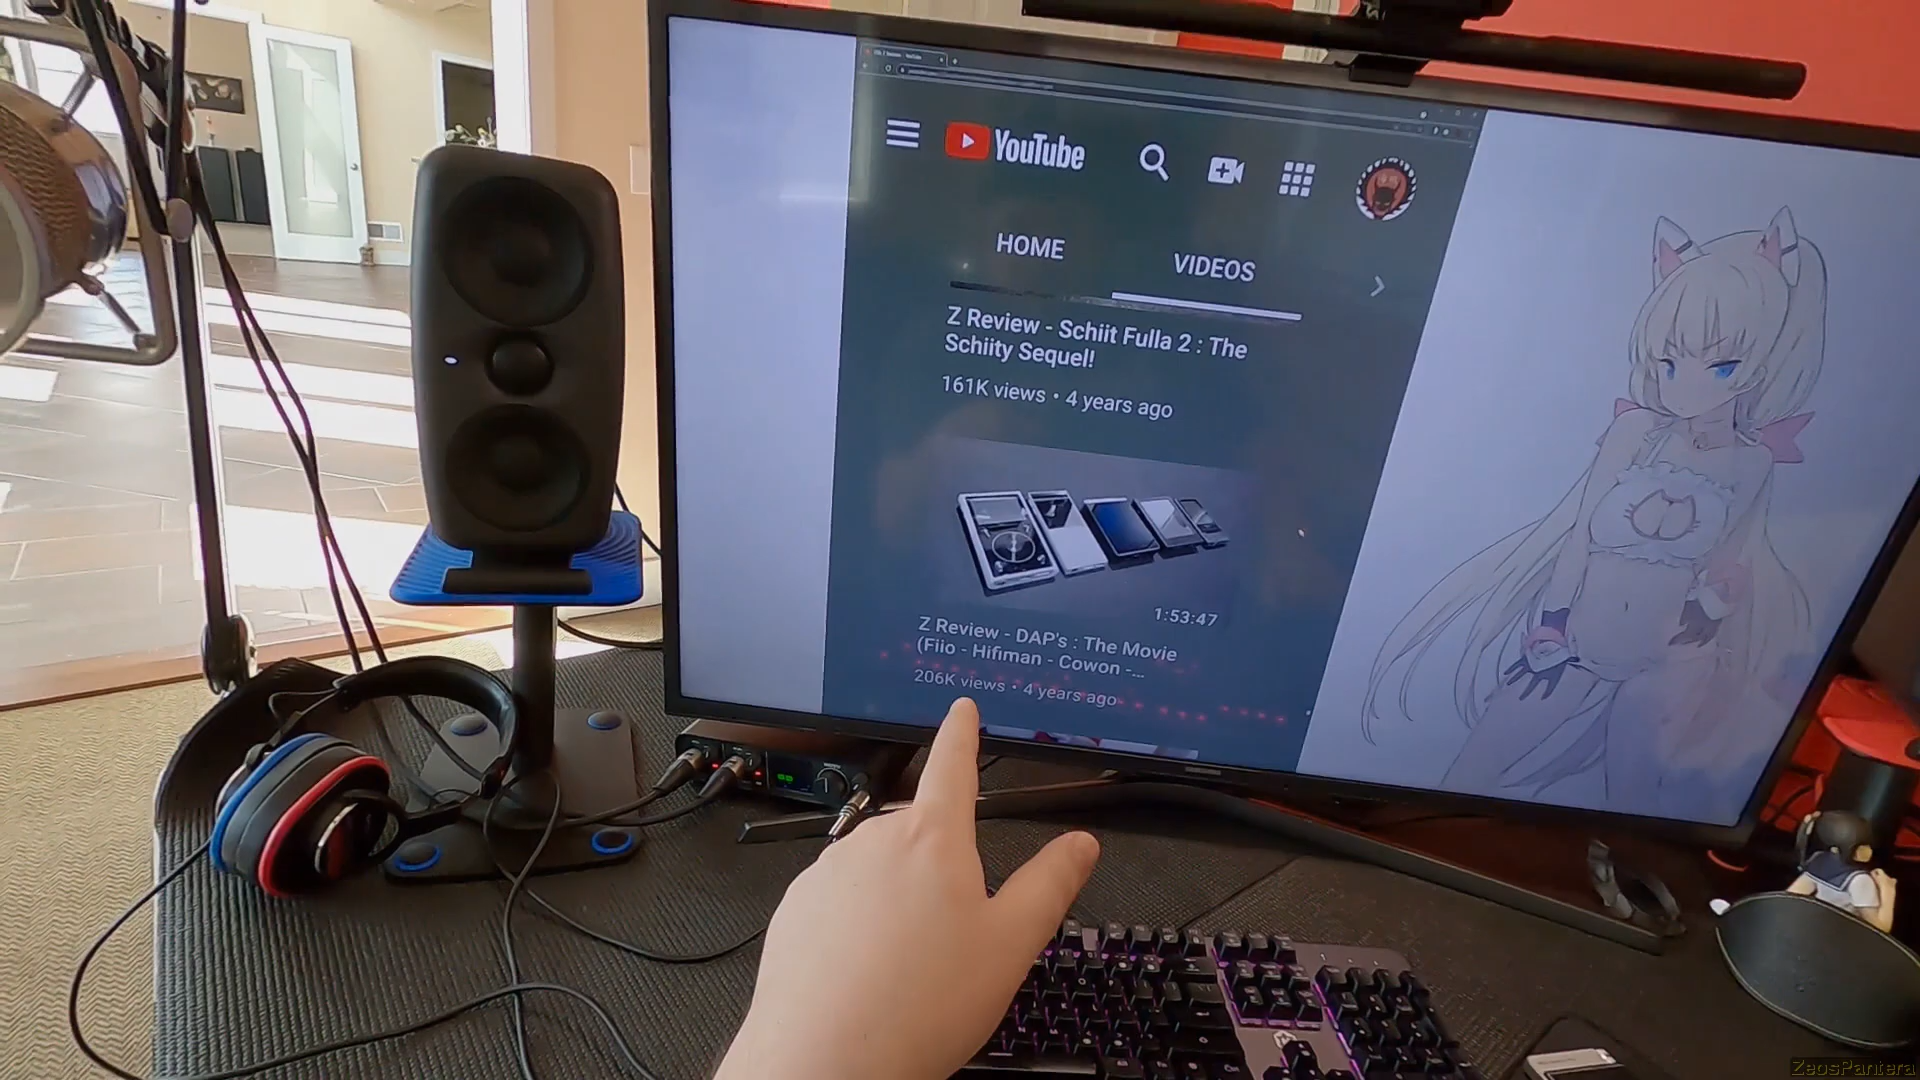 YouTube
HOME
VIDEOS
Z Review - Schiit Fulla 2 : The
Schiity Sequel!
161K views • 4 years ago
1:53:47
Z Review - DAP's : The Movie
(Fiio - Hifiman - Cowon -...
206K views • 4 years ago
ZeosPantera